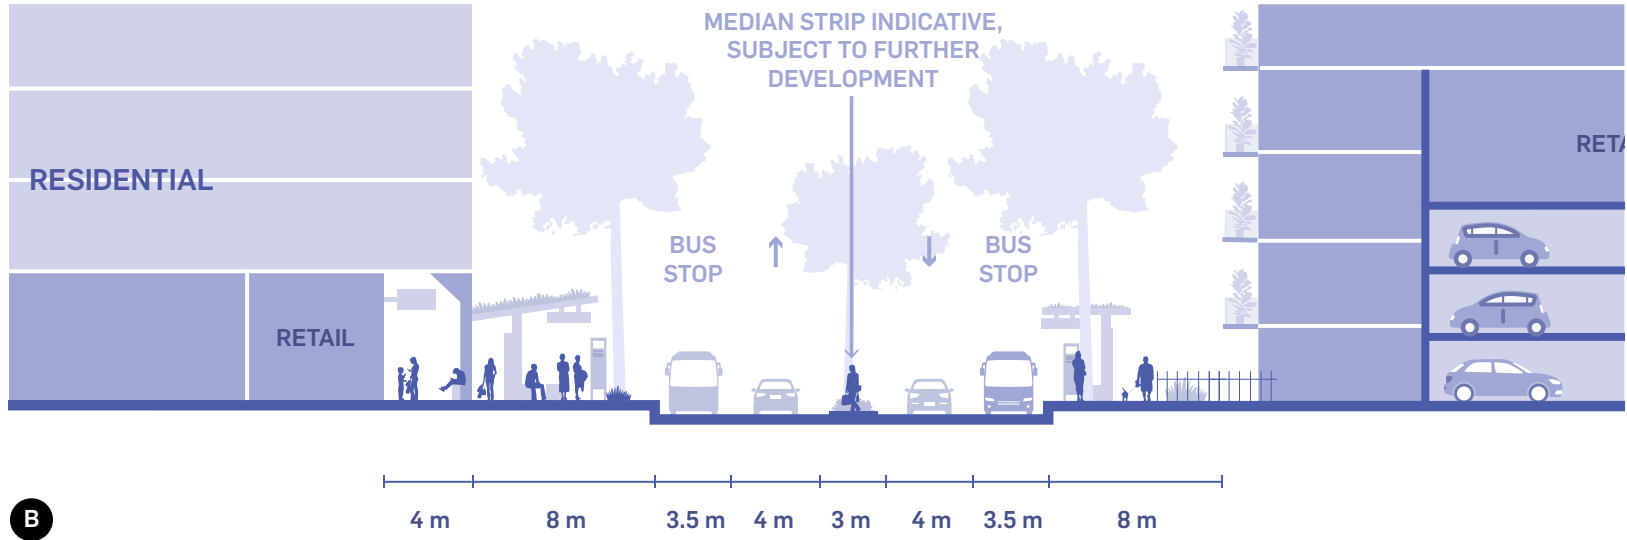 MEDIAN STRIP INDICATIVE,
SUBJECT TO FURTHER
DEVELOPMENT
RESIDENTIAL
RETAIL
BUS
STOP
BUS
STOP
RETA
4 m
8 m
3.5 m
4 m
3 m
4 m
3.5 m
8 m
B